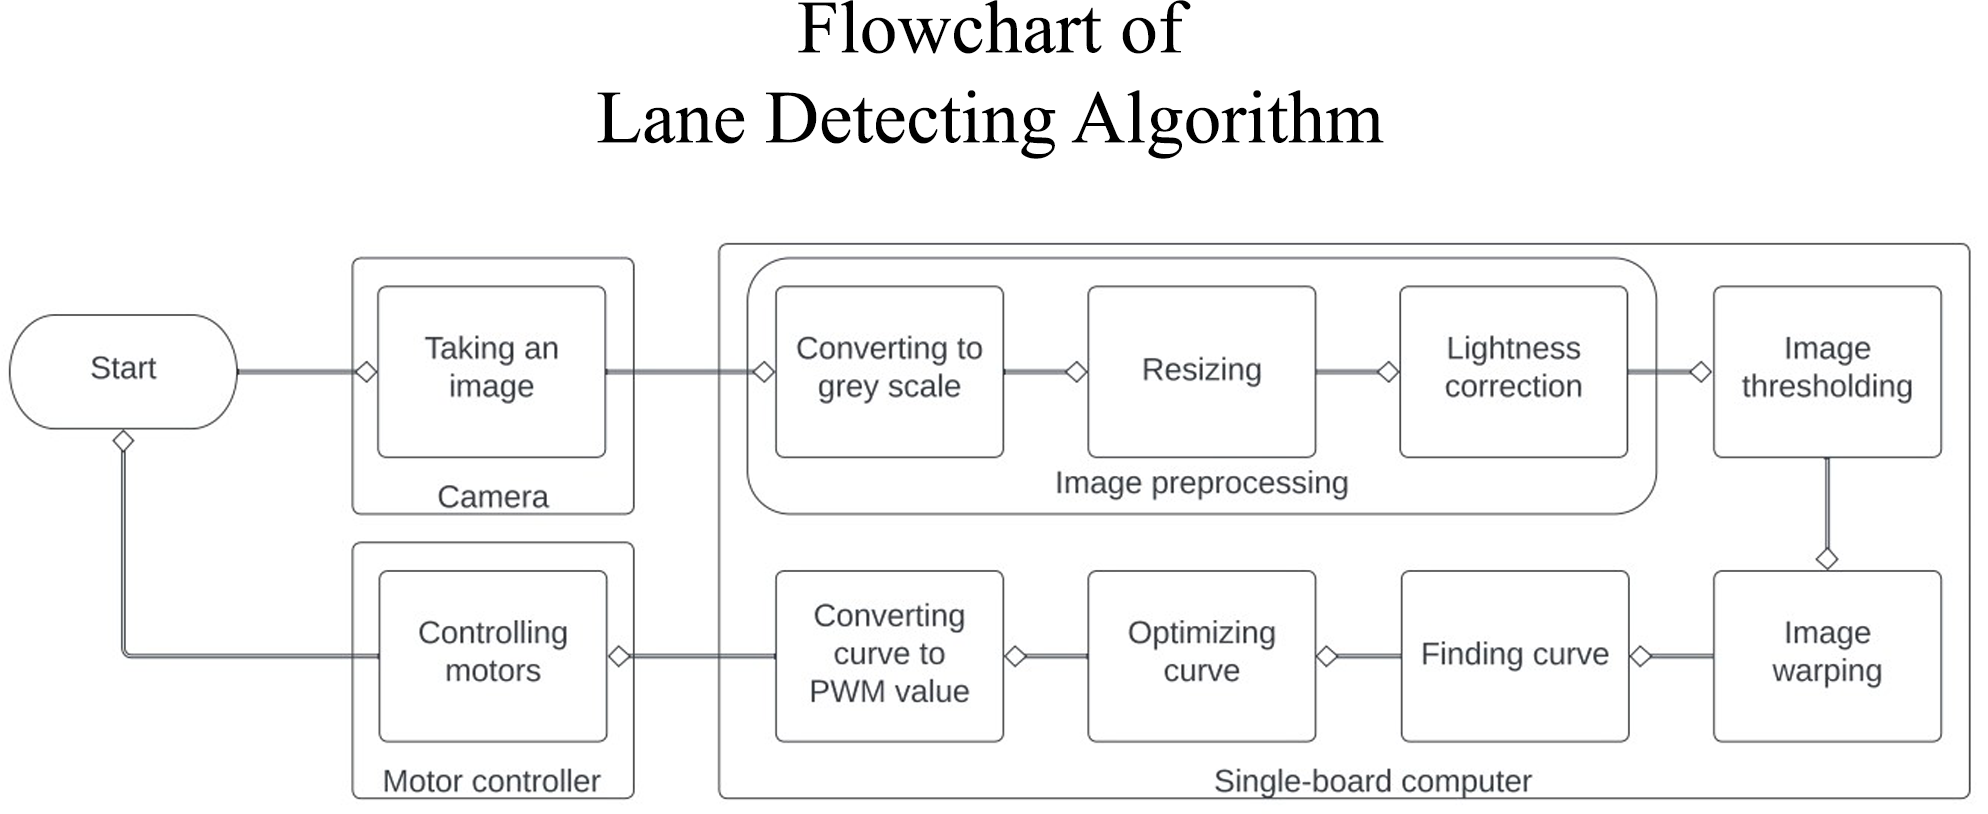 Flowchart of
Lane Detecting Algorithm
Start
Taking an
image
Camera
Converting to
grey scale
Resizing
Lightness
correction
Image preprocessing
Image
thresholding
Controlling
motors
Motor controller
Converting
curve to
PWM value
Optimizing
curve
Finding curve
Image
warping
Single-board computer